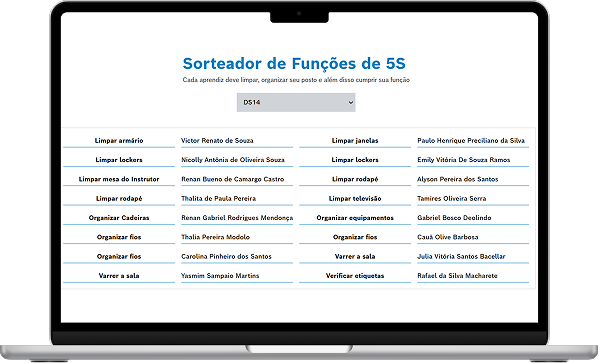 Sorteador de Funções de 5S
Cada aprendiz deve limpar, organizar seu posto e além disso cumprir sua função
DS14
Limpar armário Victor Renato de Souza Limpar janelas Paulo Henrique Preciliano da Silva
Limpar lockers Nicolly Antônia de Oliveira Souza Limpar lockers Emily Vitória De Souza Ramos
Limpar mesa do Instrutor Renan Bueno de Camargo Castro Limpar rodapé Alyson Pereira dos Santos
Limpar rodapé Thalita de Paula Pereira Limpar televisão Tamires Oliveira Serra
Organizar Cadeiras Renan Gabriel Rodrigues Mendonça Organizar equipamentos Gabriel Bosco Deolindo
Organizar fios Thalia Pereira Modolo Organizar fios Cauã Olive Barbosa
Organizar fios Carolina Pinheiro dos Santos Varrer a sala Julia Vitória Santos Bacellar
Varrer a sala Yasmim Sampaio Martins Verificar etiquetas Rafael da Silva Macharete